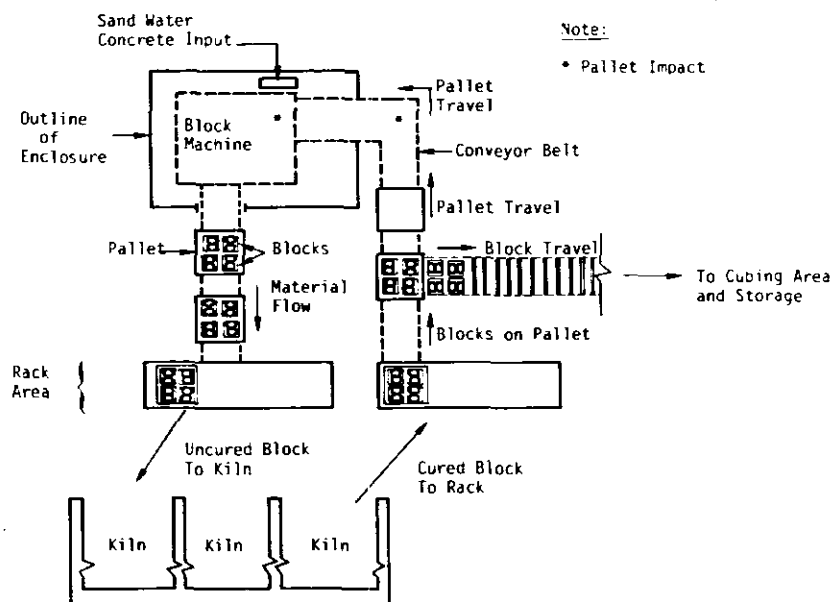 Sand Water
Concrete Input
Note:
* Pallet Impact
Pallet
Travel
Outline
of
Enclosure
Block
Machine
Conveyor Belt
Pallet Travel
Pallet
Blocks
Block Travel
Material
Flow
To Cubing Area
and Storage
Blocks on Pallet
Rack
Area
Uncured Block
To Kiln
Cured Block
To Rack
Kiln
Kiln
Kiln